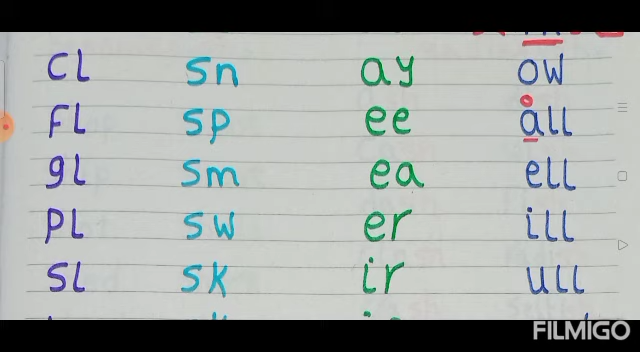 CL sn ay ow
FL sp ee all
gL sm ea ell
PL sw er ill
SL sk ir ull
FILMIGO